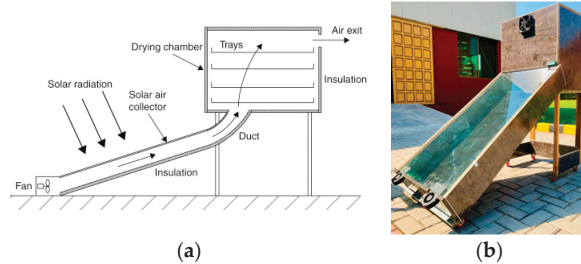 Drying chamber
Trays
Air exit
Solar radiation
Solar air
collector
Insulation
Duct
Insulation
Fan
(a)
(b)